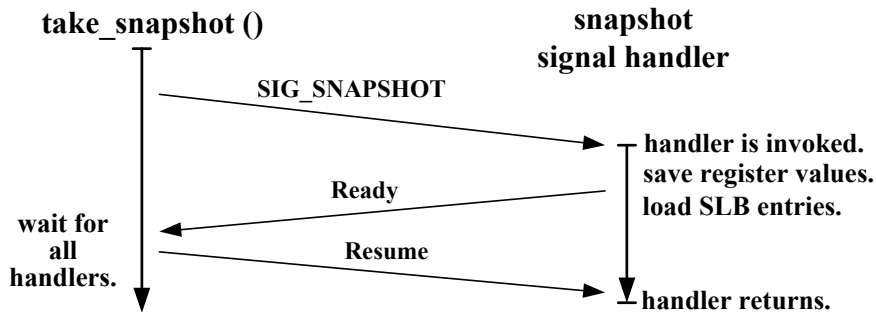 take_snapshot ()
snapshot
signal handler
SIG_SNAPSHOT
handler is invoked.
save register values.
load SLB entries.
Ready
wait for
all
handlers.
Resume
handler returns.